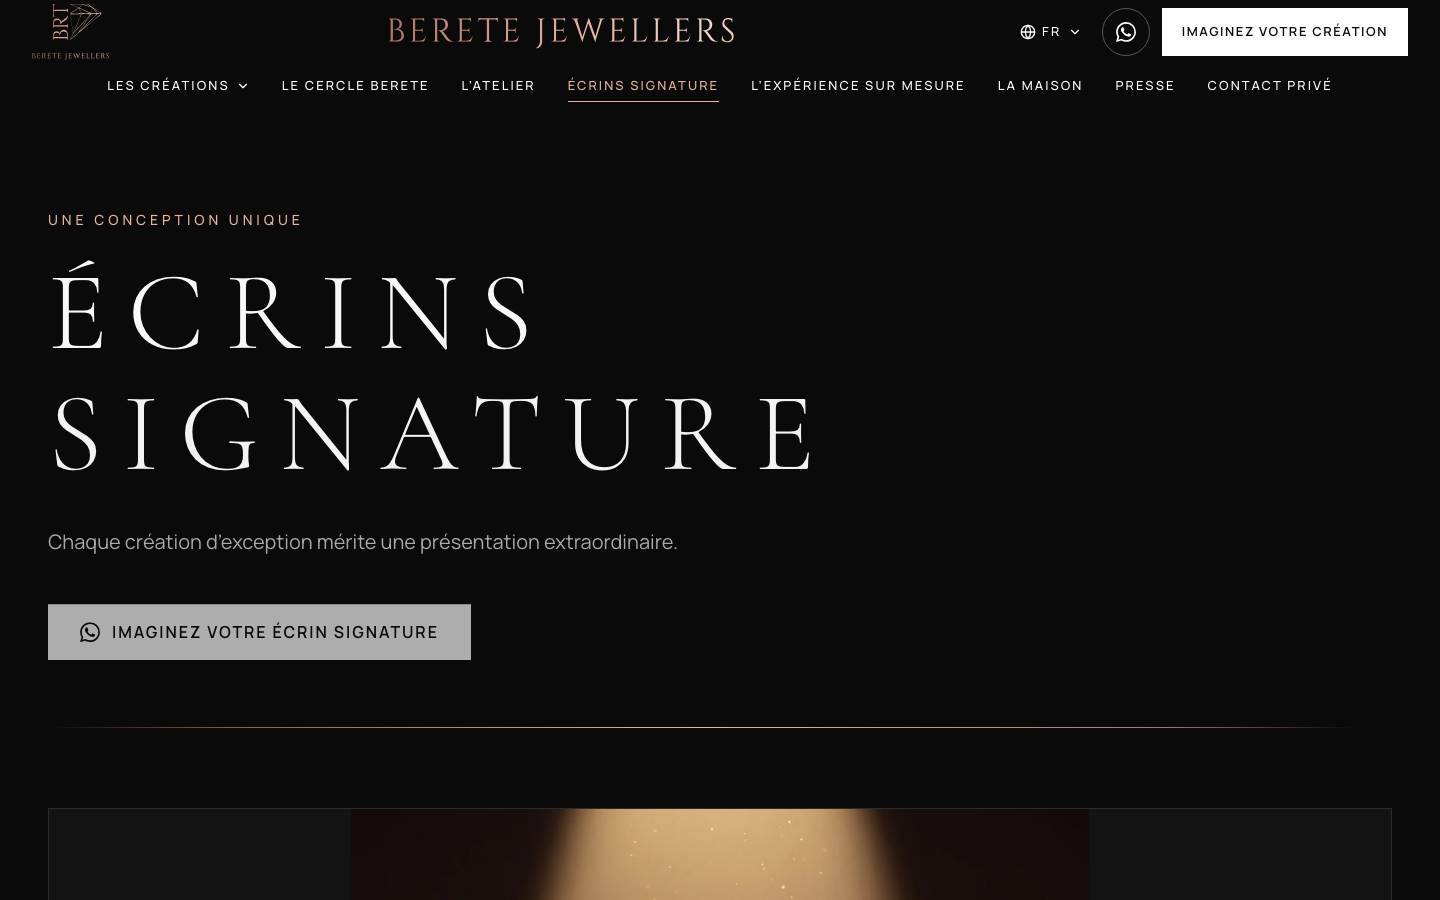 BRT
BERETE JEWELLERS
BERETE JEWELLERS
FR
IMAGINEZ VOTRE CRÉATION
LES CRÉATIONS
LE CERCLE BERETE
L'ATELIER
ÉCRINS SIGNATURE
L'EXPÉRIENCE SUR MESURE
LA MAISON
PRESSE
CONTACT PRIVÉ
UNE CONCEPTION UNIQUE
ÉCRINS
SIGNATURE
Chaque création d'exception mérite une présentation extraordinaire.
IMAGINEZ VOTRE ÉCRIN SIGNATURE